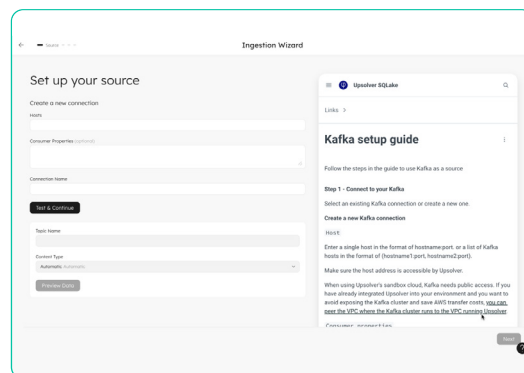 Source
Ingestion Wizard
Set up your source
Create a new connection
Hosts
Consumer Properties (optional)
Connection Name
Test & Continue
Topic Name
Content Type
Automatic Automatic
Preview Data
Upsolver SQLake
Links >
Kafka setup guide
Follow the steps in the guide to use Kafka as a source
Step 1 - Connect to your Kafka
Select an existing Kafka connection or create a new one.
Create a new Kafka connection
Host
Enter a single host in the format of hostname:port. or a list of Kafka
hosts in the format of (hostname1:port, hostname2:port).
Make sure the host address is accessible by Upsolver.
When using Upsolver's sandbox cloud, Kafka needs public access. If you
have already integrated Upsolver into your environment and you want to
avoid exposing the Kafka cluster and save AWS transfer costs, you can
peer the VPC where the Kafka cluster runs to the VPC running Upsolver
Consumer properties
Next
?